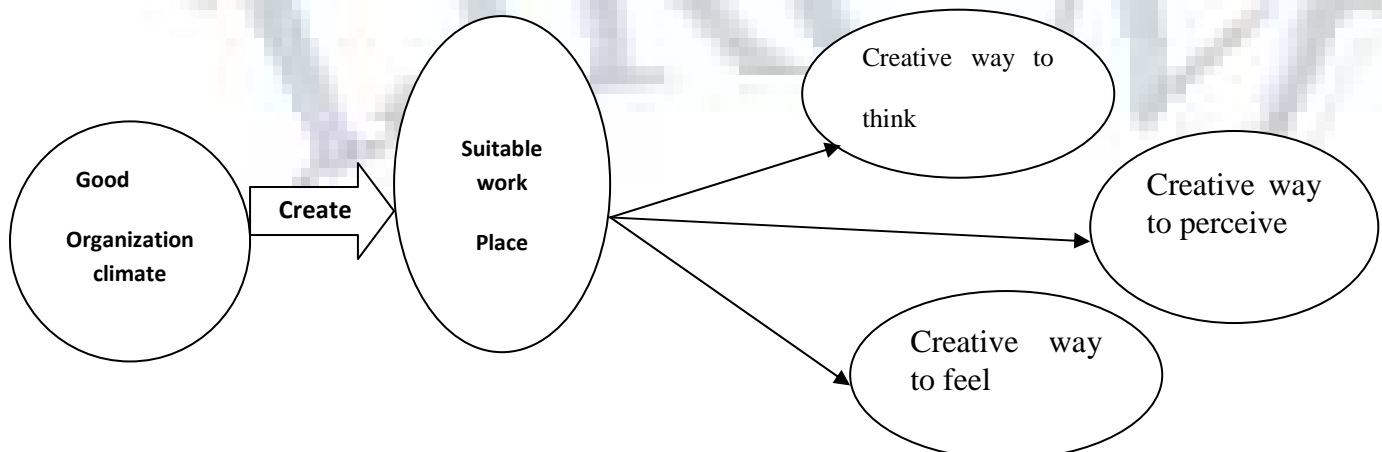 Good
Organization
climate
Create
Suitable
work
Place
Creative way to
think
Creative way
to perceive
Creative way
to feel